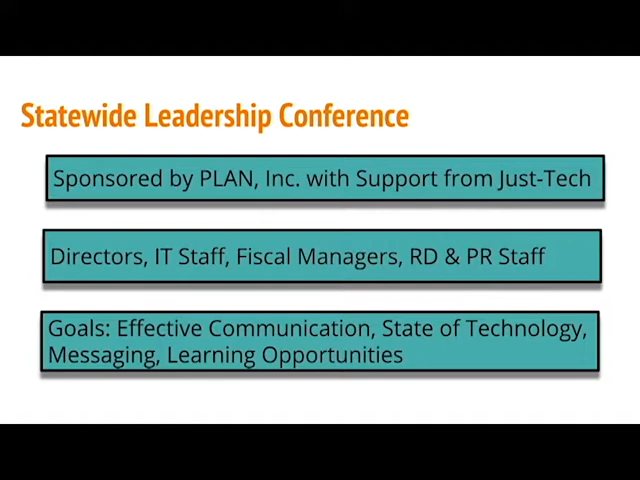 Statewide Leadership Conference
Sponsored by PLAN, Inc. with Support from Just-Tech
Directors, IT Staff, Fiscal Managers, RD & PR Staff
Goals: Effective Communication, State of Technology,
Messaging, Learning Opportunities